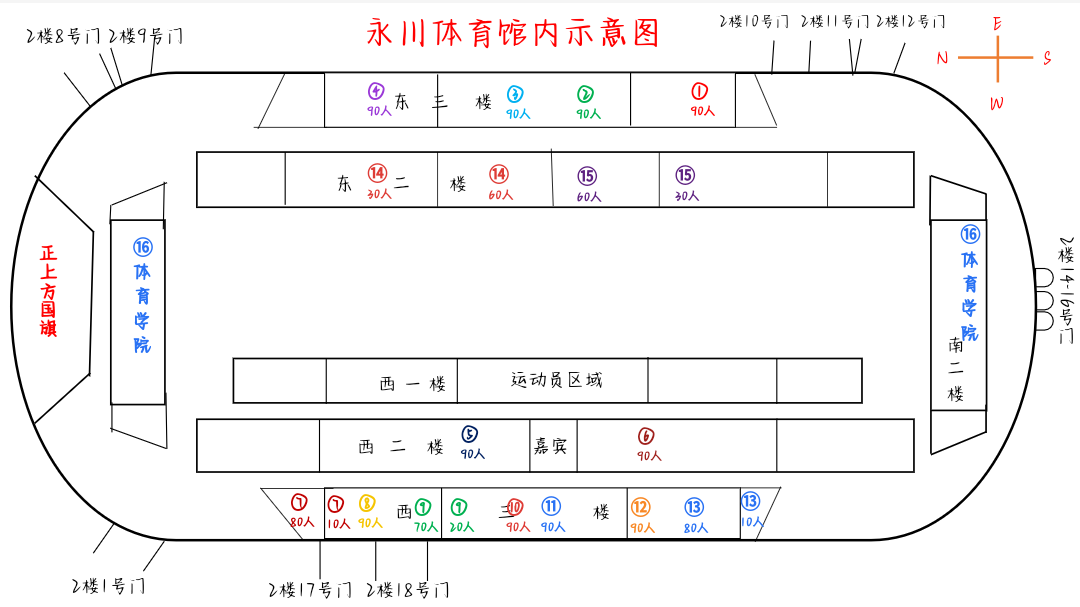 永川体育馆内示意图
2楼8号门 2楼9号门
2楼10号门 2楼11号门 2楼12号门
E
N S
W
④ 东 三 楼 ③ ② ①
90人 90人 90人 90人
东 ⑭ 二 楼 ⑭ ⑮ ⑮
30人 60人 60人 30人
正上方国旗
⑯体育学院
⑯体育学院
南二楼
2楼14-16号门
西 一 楼 运动员区域
西 二 楼 ⑤ 嘉宾 ⑥
90人 90人
⑦ ⑦ ⑧ 西 ⑨ ⑨ 三 ⑩ ⑪ 楼 ⑫ ⑬ ⑬
80人 10人 90人 70人 20人 90人 90人 90人 80人 10人
2楼1号门 2楼17号门 2楼18号门